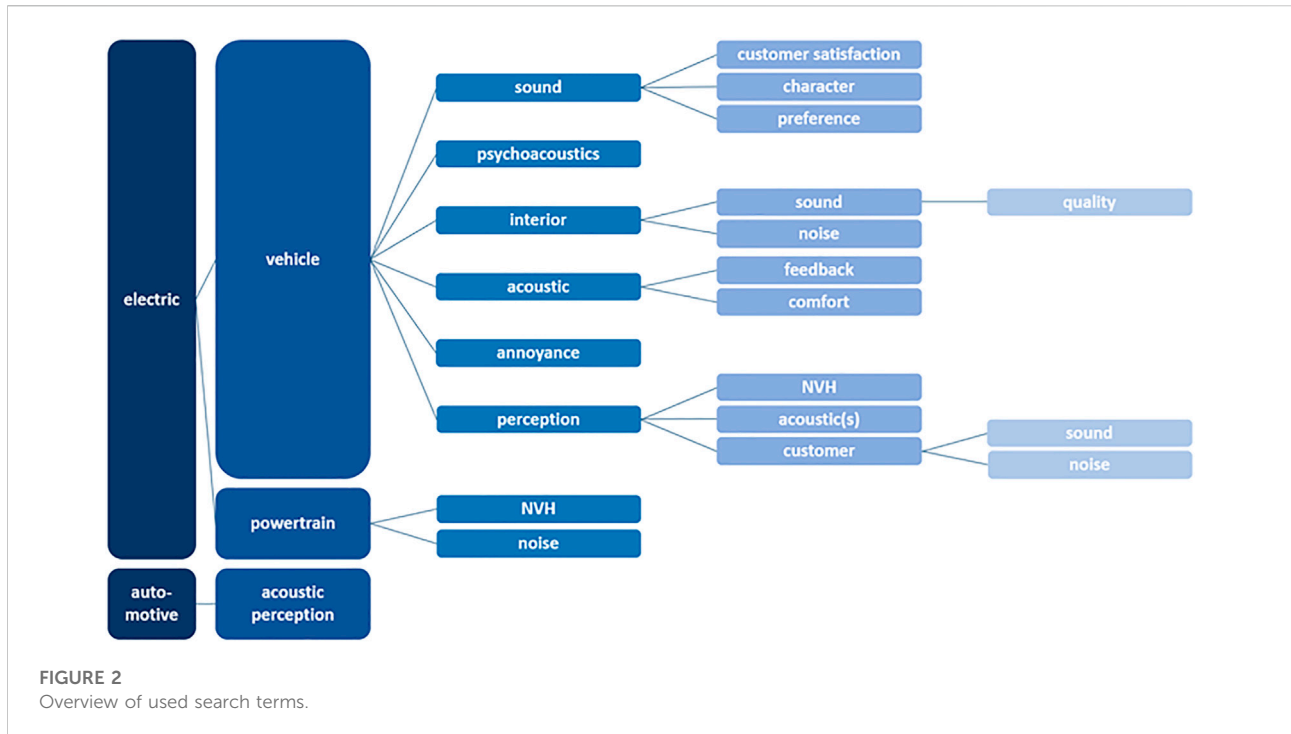 electric
vehicle
sound
customer satisfaction
character
preference
psychoacoustics
interior
sound
quality
noise
acoustic
feedback
comfort
annoyance
perception
NVH
acoustic(s)
customer
sound
noise
powertrain
NVH
noise
auto-
motive
acoustic
perception
FIGURE 2
Overview of used search terms.